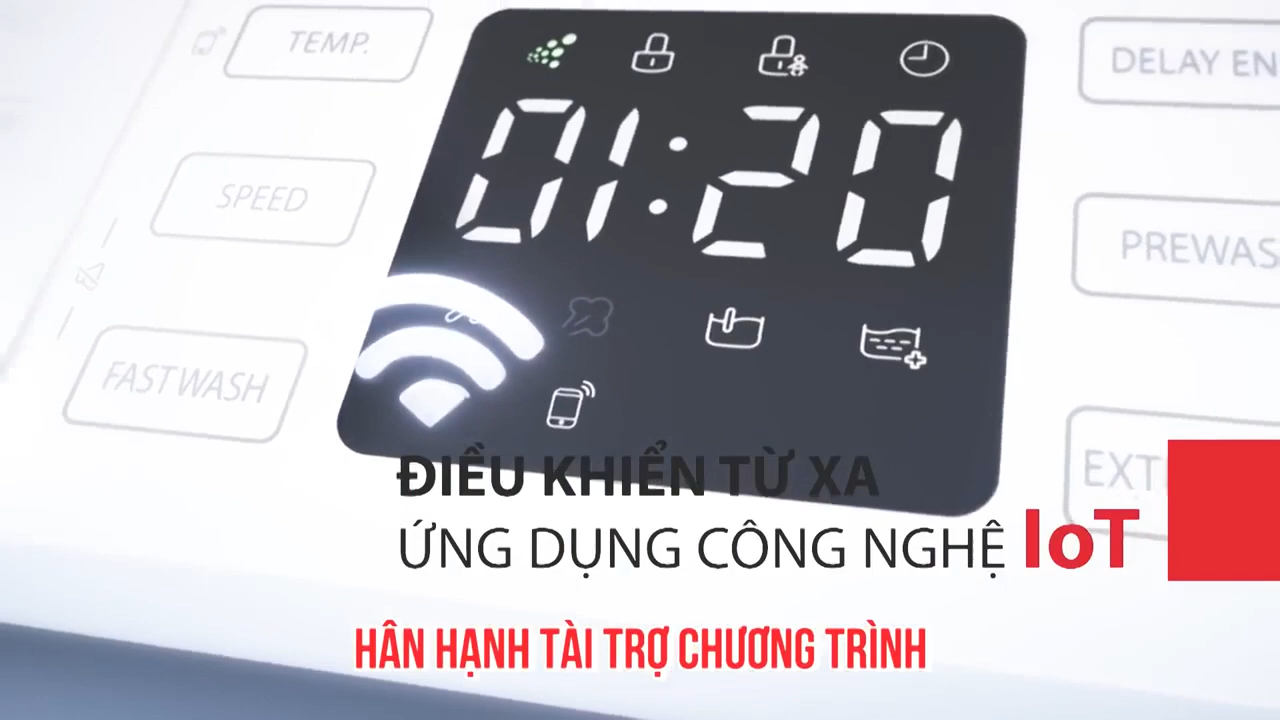 TEMP.
DELAY EN
01:20
SPEED
PREWAS
FAST WASH
EXT
ĐIỀU KHIỂN TỪ XA
ỨNG DỤNG CÔNG NGHỆ IoT
HÂN HẠNH TÀI TRỢ CHƯƠNG TRÌNH